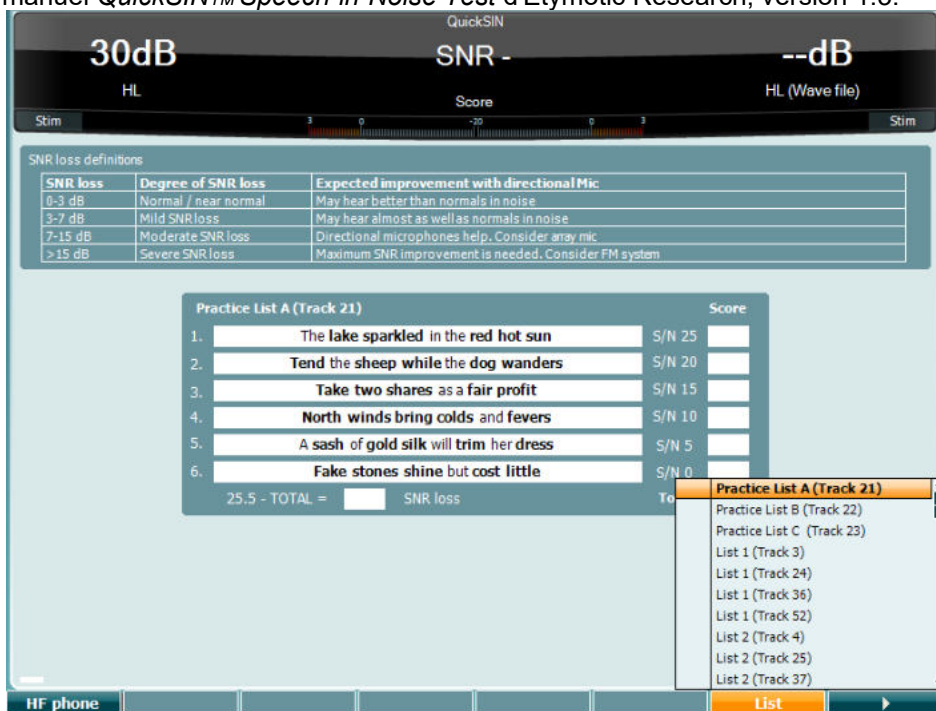 manuel QuickSIN™ Speech-in-Noise Test d'Etymotic Research, version 1.3.
QuickSIN
30dB SNR - --dB
HL HL (Wave file)
Score
Stim 3 0 -20 0 3 Stim
SNR loss definitions
SNR loss Degree of SNR loss Expected improvement with directional Mic
0-3 dB Normal / near normal May hear better than normals in noise
3-7 dB Mild SNR loss May hear almost as well as normals in noise
7-15 dB Moderate SNR loss Directional microphones help. Consider array mic
>15 dB Severe SNR loss Maximum SNR improvement is needed. Consider FM system
Practice List A (Track 21) Score
1. The lake sparkled in the red hot sun S/N 25
2. Tend the sheep while the dog wanders S/N 20
3. Take two shares as a fair profit S/N 15
4. North winds bring colds and fevers S/N 10
5. A sash of gold silk will trim her dress S/N 5
6. Fake stones shine but cost little S/N 0
25.5 - TOTAL = SNR loss To
Practice List A (Track 21)
Practice List B (Track 22)
Practice List C (Track 23)
List 1 (Track 3)
List 1 (Track 24)
List 1 (Track 36)
List 1 (Track 52)
List 2 (Track 4)
List 2 (Track 25)
List 2 (Track 37)
HF phone List